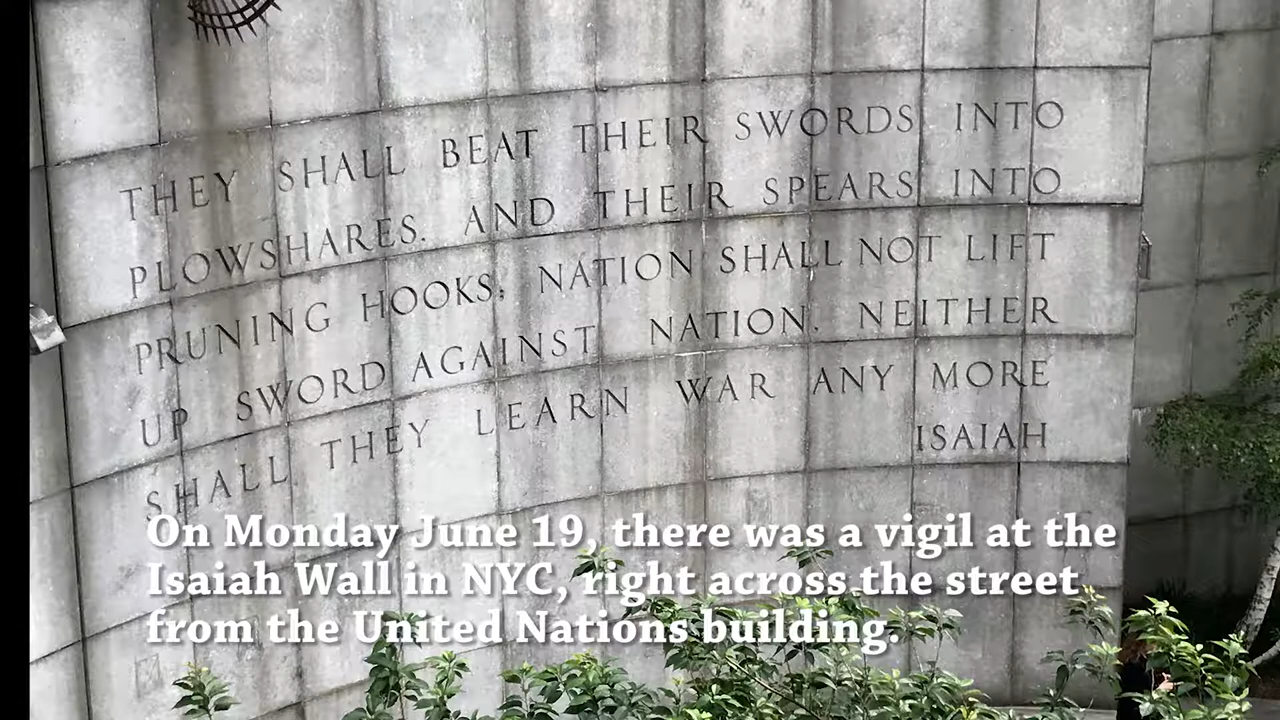 THEY SHALL BEAT THEIR SWORDS INTO
PLOWSHARES. AND THEIR SPEARS INTO
PRUNING HOOKS; NATION SHALL NOT LIFT
UP SWORD AGAINST NATION. NEITHER
SHALL THEY LEARN WAR ANY MORE
ISAIAH
On Monday June 19, there was a vigil at the
Isaiah Wall in NYC, right across the street
from the United Nations building.